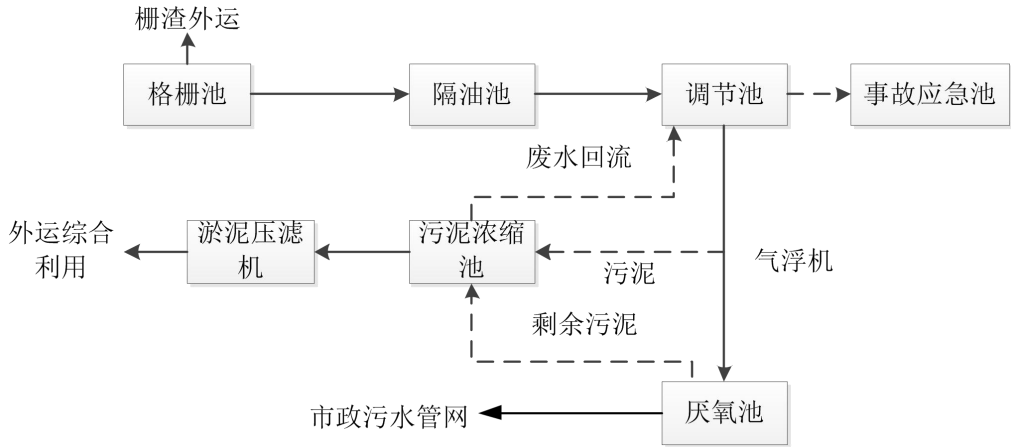 栅渣外运
格栅池
隔油池
调节池
事故应急池
废水回流
外运综合
利用
淤泥压滤
机
污泥浓缩
池
污泥
气浮机
剩余污泥
市政污水管网
厌氧池